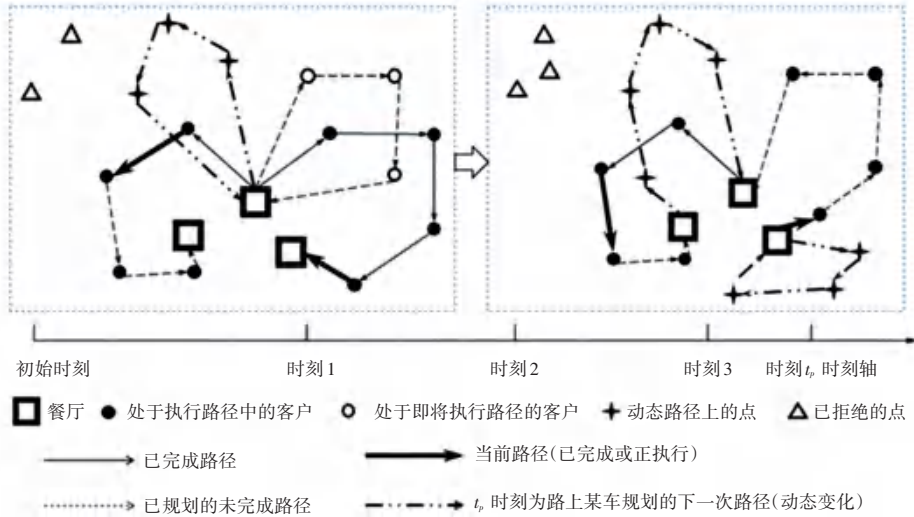 初始时刻 时刻1 时刻2 时刻3 时刻tₚ 时刻轴
餐厅 处于执行路径中的客户 处于即将执行路径的客户 动态路径上的点 已拒绝的点
已完成路径 当前路径(已完成或正执行)
已规划的未完成路径 tₚ 时刻为路上某车规划的下一次路径(动态变化)